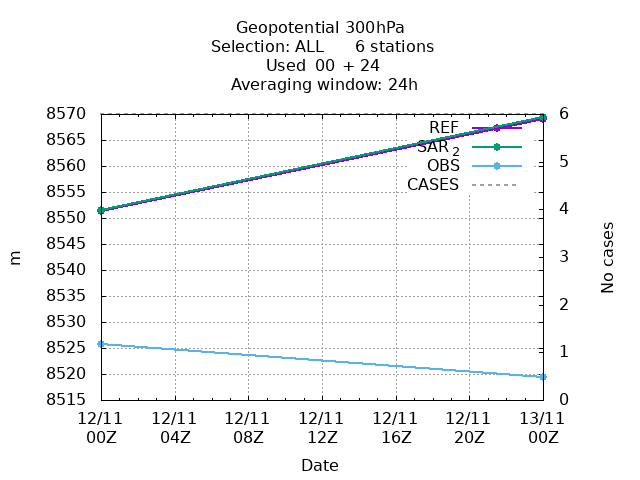 Geopotential 300hPa
Selection: ALL      6 stations
Used  00  + 24
Averaging window: 24h
8570
8565
8560
8555
8550
8545
8540
8535
8530
8525
8520
8515
m
6
5
4
3
2
1
0
No cases
REF
SAR 2
OBS
CASES
12/11 00Z
12/11 04Z
12/11 08Z
12/11 12Z
12/11 16Z
12/11 20Z
13/11 00Z
Date